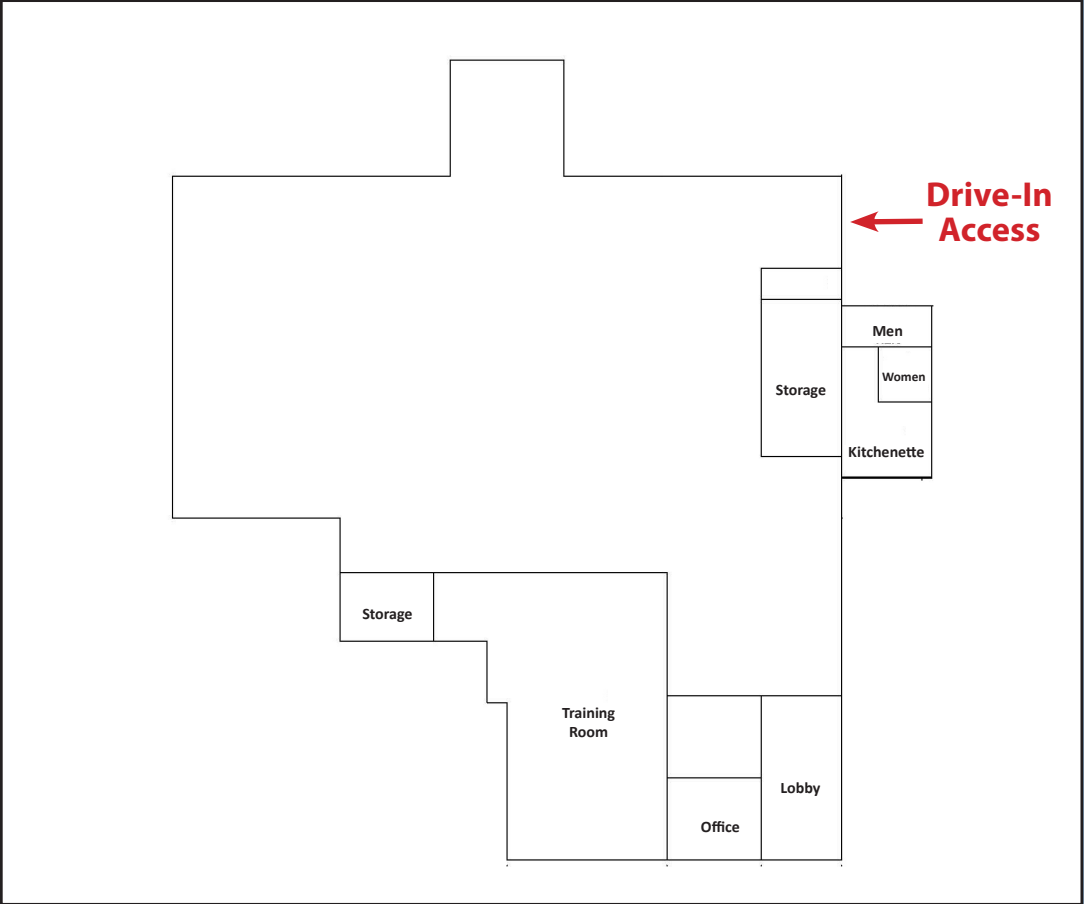 Drive-In
Access
Men
Women
Storage
Kitchenette
Storage
Training
Room
Lobby
Office